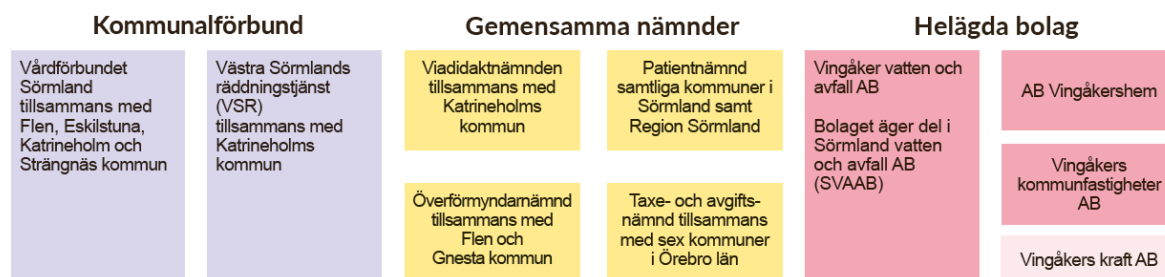 Kommunalförbund
Vårdförbundet
Sörmland
tillsammans med
Flen, Eskilstuna,
Katrineholm och
Strängnäs kommun
Västra Sörmlands
räddningstjänst
(VSR)
tillsammans med
Katrineholms
kommun
Gemensamma nämnder
Viadidaktnämnden
tillsammans med
Katrineholms
kommun
Patientnämnd
samtliga kommuner i
Sörmland samt
Region Sörmland
Överförmyndarnämnd
tillsammans med
Flen och
Gnesta kommun
Taxe- och avgifts-
nämnd tillsammans
med sex kommuner
i Örebro län
Helägda bolag
Vingåker vatten och
avfall AB
Bolaget äger del i
Sörmland vatten
och avfall AB
(SVAAB)
AB Vingåkershem
Vingåkers
kommunfastigheter
AB
Vingåkers kraft AB